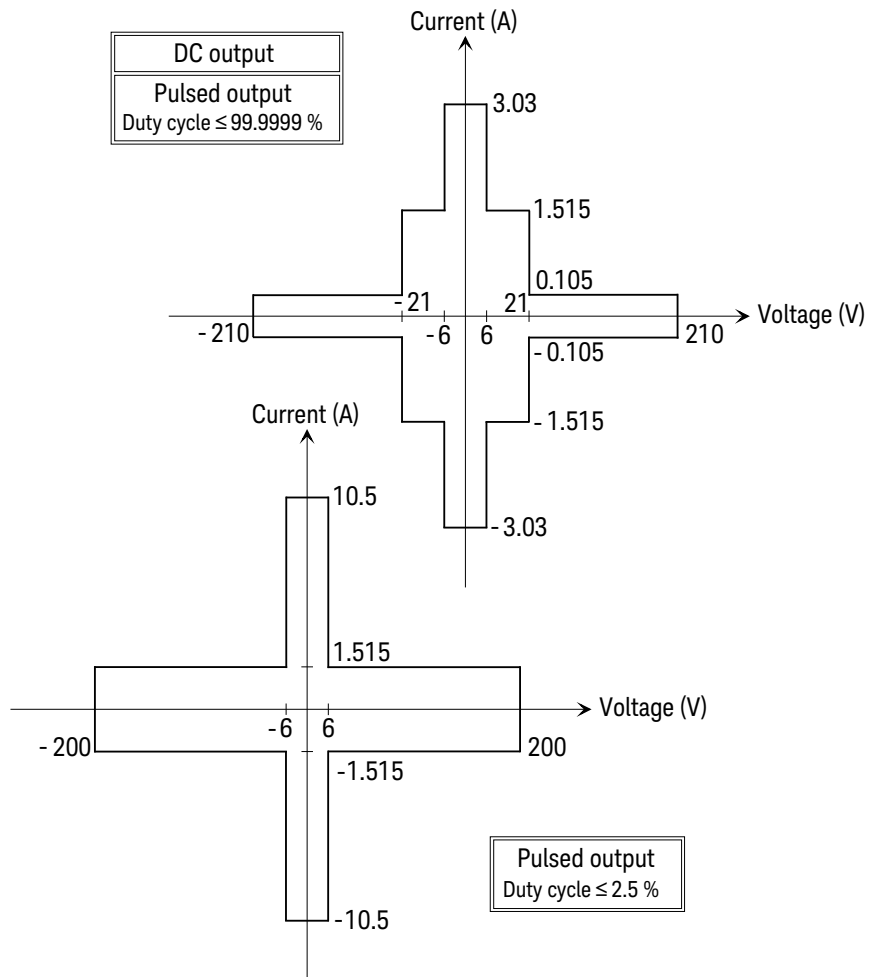 Current (A)
DC output
Pulsed output
Duty cycle ≤ 99.9999 %
3.03
1.515
0.105
- 21
21
Voltage (V)
- 210
- 6
6
210
- 0.105
- 1.515
- 3.03
Current (A)
10.5
1.515
Voltage (V)
- 6
6
- 200
200
-1.515
-10.5
Pulsed output
Duty cycle ≤ 2.5 %